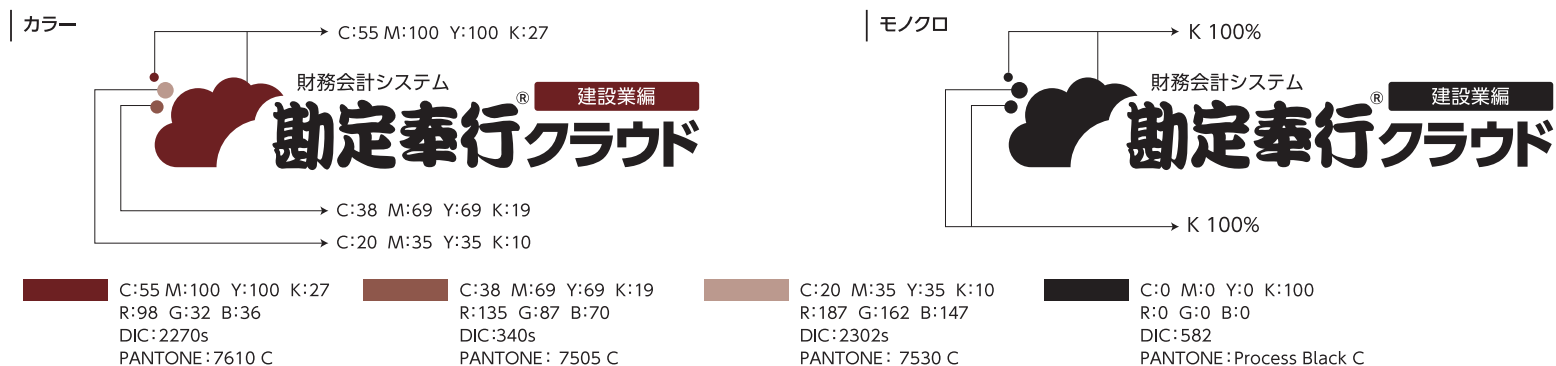 カラー
C:55 M:100 Y:100 K:27
財務会計システム
建設業編
勘定奉行®クラウド
C:38 M:69 Y:69 K:19
C:20 M:35 Y:35 K:10
モノクロ
K 100%
財務会計システム
建設業編
勘定奉行®クラウド
K 100%
C:55 M:100 Y:100 K:27
R:98 G:32 B:36
DIC:2270s
PANTONE:7610 C
C:38 M:69 Y:69 K:19
R:135 G:87 B:70
DIC:340s
PANTONE: 7505 C
C:20 M:35 Y:35 K:10
R:187 G:162 B:147
DIC:2302s
PANTONE: 7530 C
C:0 M:0 Y:0 K:100
R:0 G:0 B:0
DIC:582
PANTONE:Process Black C